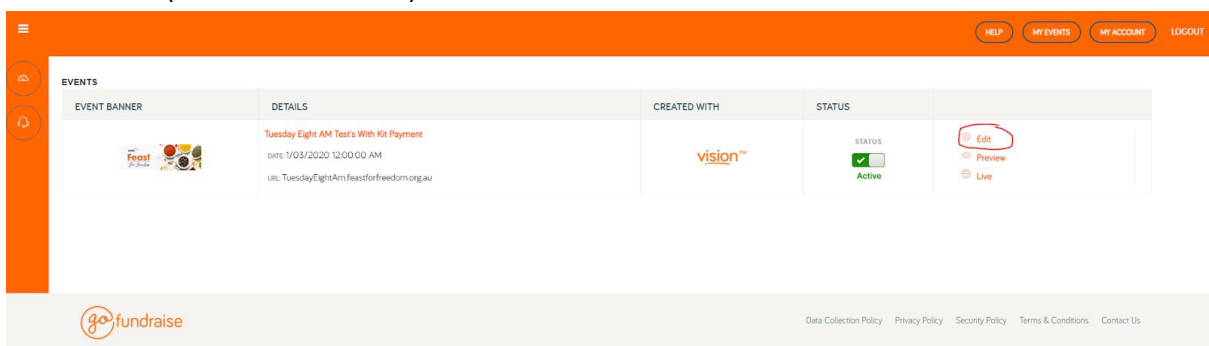 HELP MY EVENTS MY ACCOUNT LOGOUT
EVENTS
EVENT BANNER DETAILS CREATED WITH STATUS
Tuesday Eight AM Test's With Kit Payment
DATE: 1/03/2020 12:00:00 AM
URL: TuesdayEightAm.feastforfreedom.org.au
Feast
vision™
STATUS
Active
Edit
Preview
Live
go fundraise
Data Collection Policy Privacy Policy Security Policy Terms & Conditions Contact Us